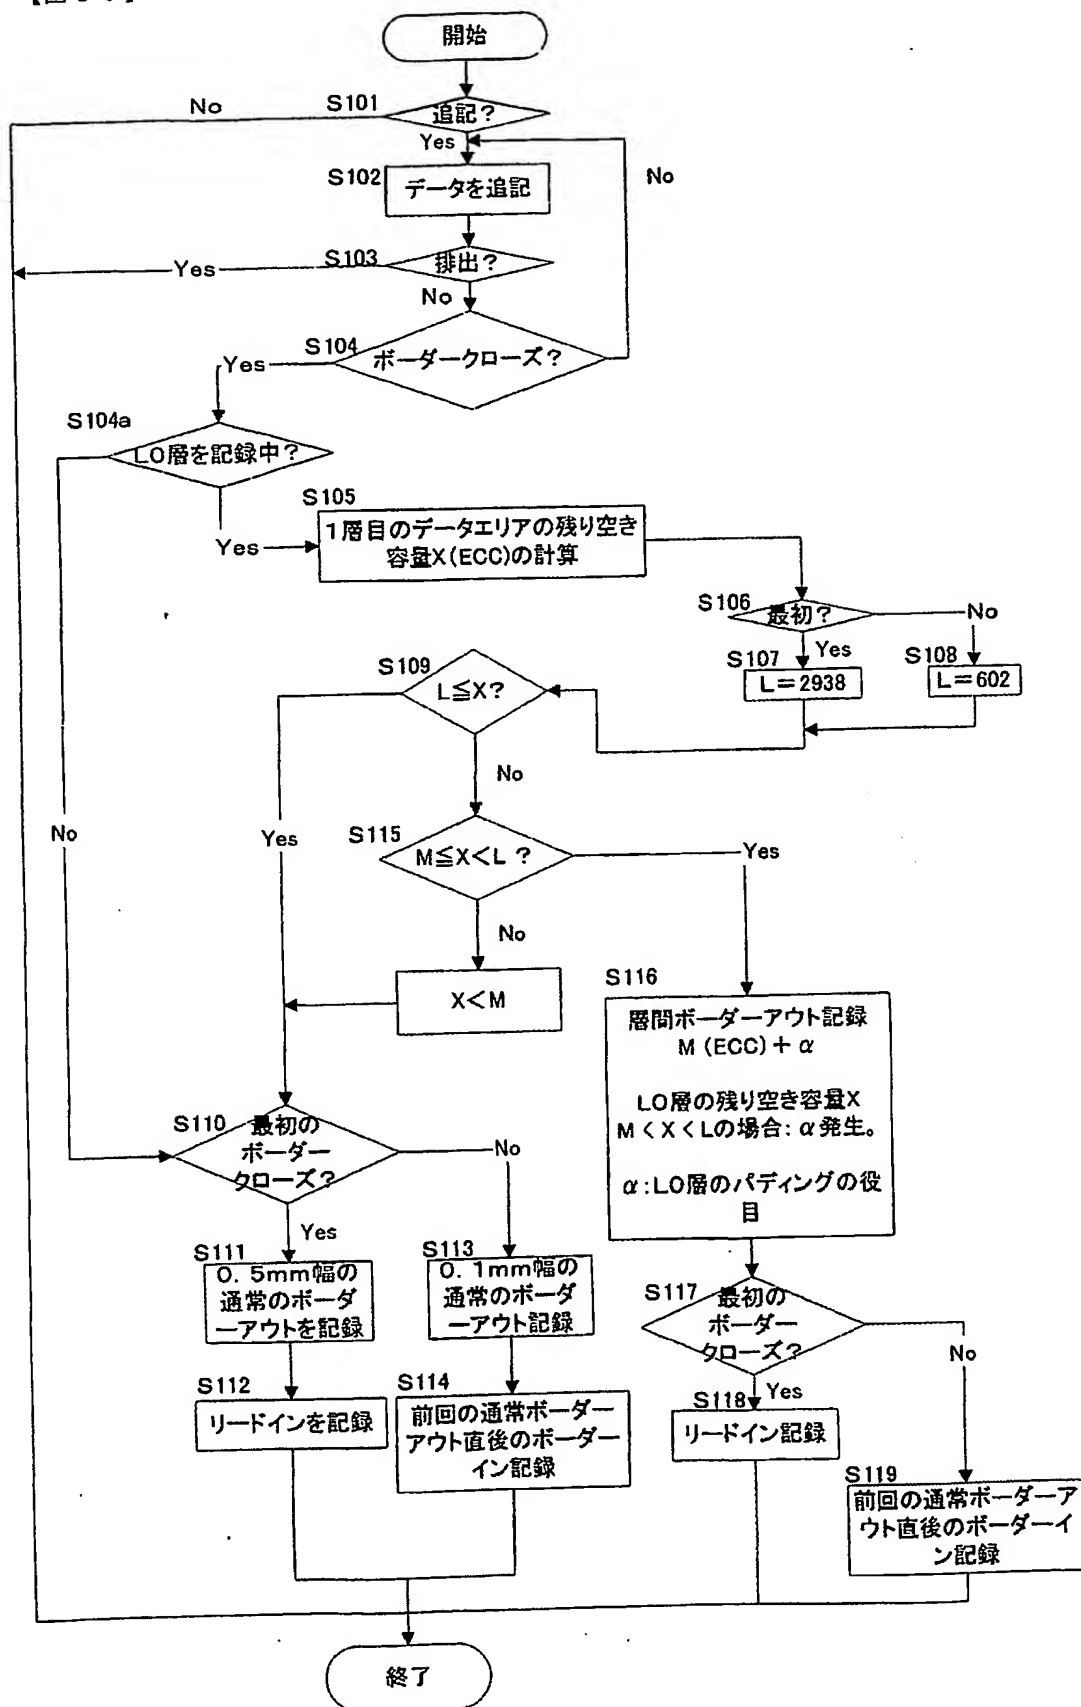 開始
No
S101
追記?
Yes
S102
データを追記
No
S103
排出?
Yes
No
S104
ボーダークローズ?
Yes
S104a
L0層を記録中?
S105
1層目のデータエリアの残り空き
容量X(ECC)の計算
Yes
S106
最初?
No
S107
Yes
S108
L=2938
L=602
S109
L≦X?
No
No
Yes
S115
M≦X<L ?
Yes
No
X<M
S116
層間ボーダーアウト記録
M (ECC)+ α
L0層の残り空き容量X
M < X < Lの場合: α発生。
α:L0層のパディングの役
目
S110
最初の
ボーダー
クローズ?
No
Yes
S111
0. 5mm幅の
通常のボーダ
ーアウトを記録
S113
0. 1mm幅の
通常のボーダ
ーアウト記録
S117
最初の
ボーダー
クローズ?
No
S112
リードインを記録
S114
前回の通常ボーダー
アウト直後のボーダー
イン記録
S118
Yes
リードイン記録
S119
前回の通常ボーダーア
ウト直後のボーダーイ
ン記録
終了